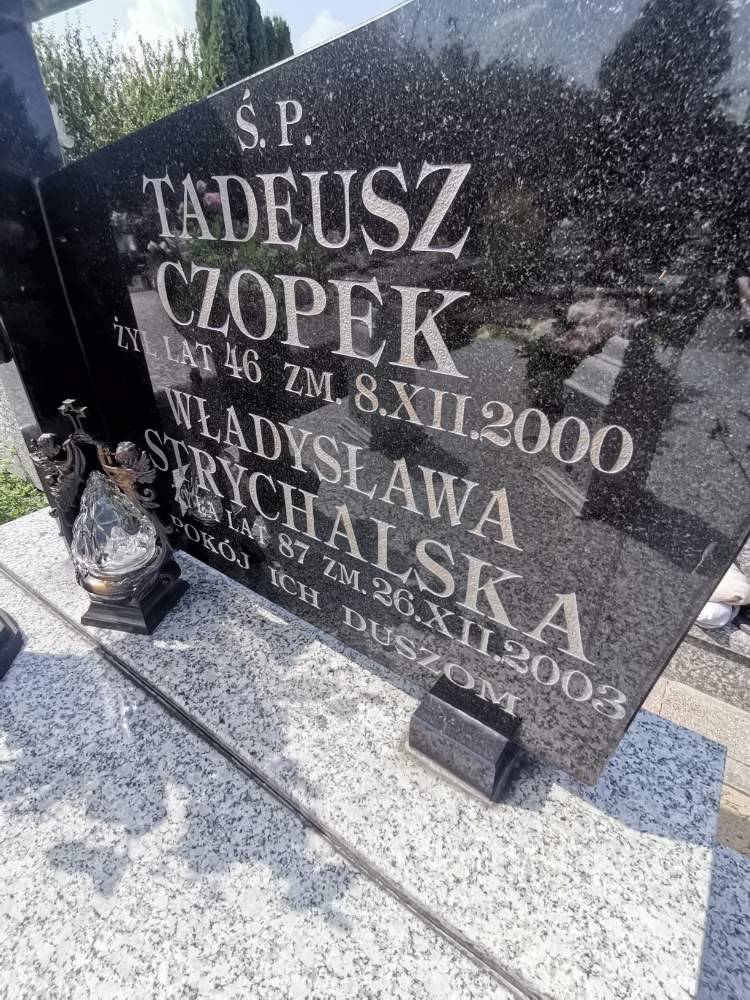 Ś. P.
TADEUSZ
CZOPEK
ŻYŁ LAT 46 ZM. 8.XII.2000
WŁADYSŁAWA
STRYCHALSKA
ŻYŁA LAT 87 ZM. 26.XII.2003
POKÓJ ICH DUSZOM